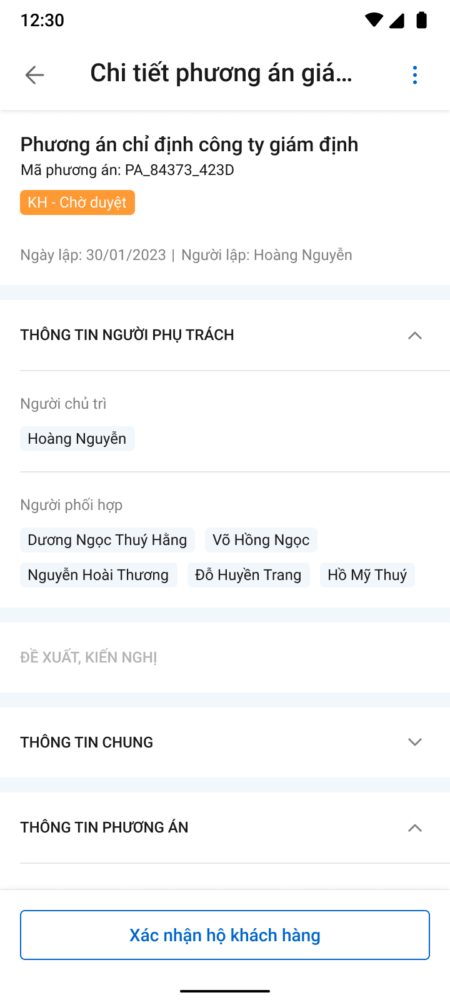 12:30
Chi tiết phương án giá...
Phương án chỉ định công ty giám định
Mã phương án: PA_84373_423D
KH - Chờ duyệt
Ngày lập: 30/01/2023 | Người lập: Hoàng Nguyễn
THÔNG TIN NGƯỜI PHỤ TRÁCH
Người chủ trì
Hoàng Nguyễn
Người phối hợp
Dương Ngọc Thuý Hằng Võ Hồng Ngọc
Nguyễn Hoài Thương Đỗ Huyền Trang Hồ Mỹ Thuý
ĐỀ XUẤT, KIẾN NGHỊ
THÔNG TIN CHUNG
THÔNG TIN PHƯƠNG ÁN
Xác nhận hộ khách hàng